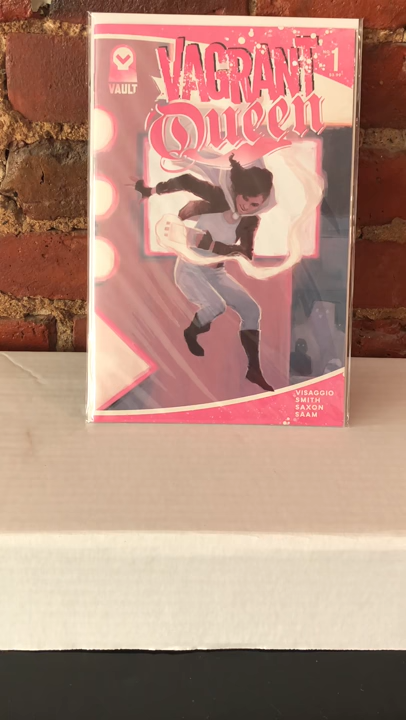 VAULT
VAGRANT
Queen
1
VISAGGIO
SMITH
SAXON
SAAM